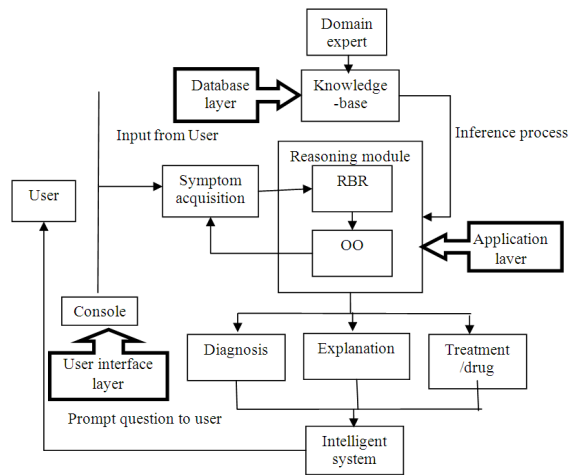 Domain
expert
Database
layer
Knowledge
-base
Input from User
Inference process
Reasoning module
User
Symptom
acquisition
RBR
OO
Application
laver
Console
User interface
layer
Diagnosis
Explanation
Treatment
/drug
Prompt question to user
Intelligent
system